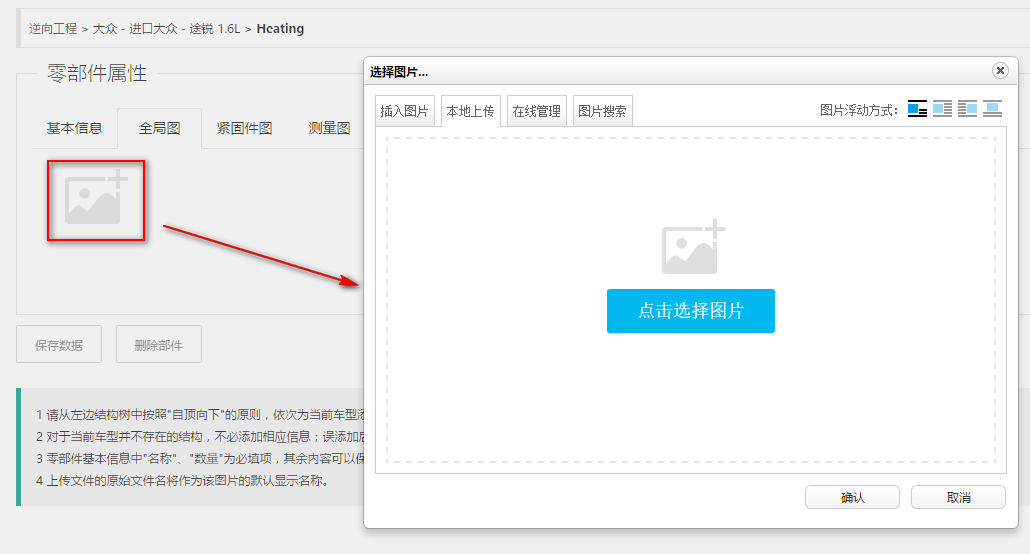 逆向工程 > 大众 - 进口大众 - 途锐 1.6L > Heating
零部件属性
基本信息 全局图 紧固件图 测量图
保存数据 删除部件
1 请从左边结构树中按照"自顶向下"的原则，依次为当前车型
2 对于当前车型并不存在的结构，不必添加相应信息；误添加
3 零部件基本信息中"名称"、"数量"为必填项，其余内容可以
4 上传文件的原始文件名将作为该图片的默认显示名称。
选择图片...
插入图片 本地上传 在线管理 图片搜索 图片浮动方式：
点击选择图片
确认 取消